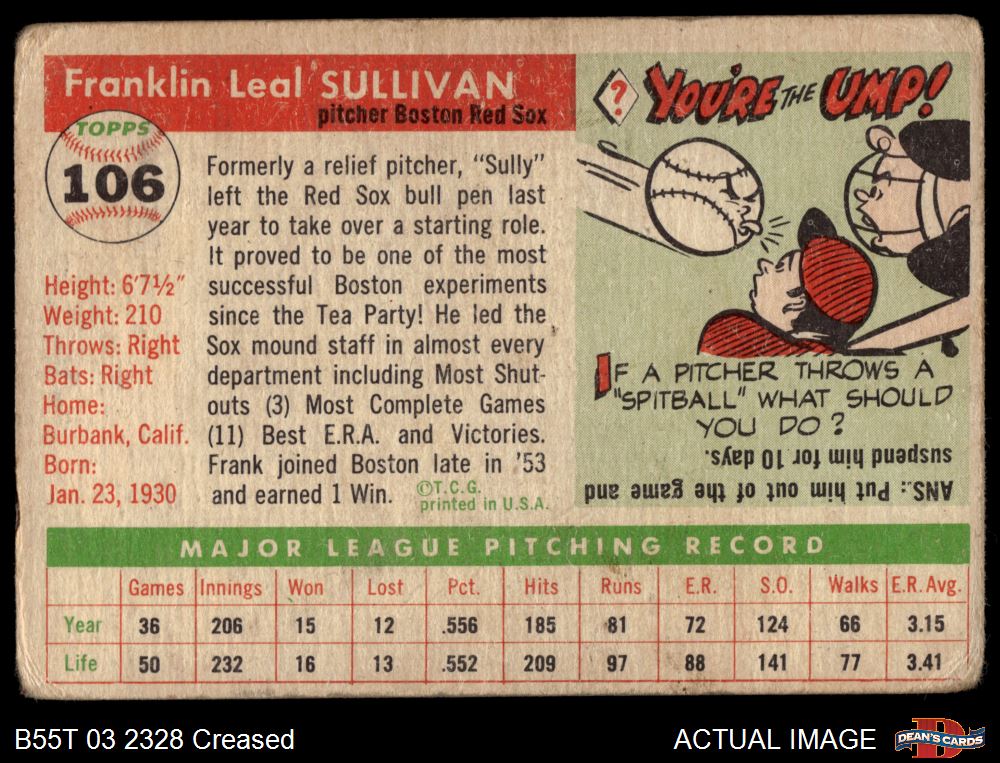 Franklin Leal SULLIVAN
pitcher Boston Red Sox
TOPPS
106
Height: 6'7½"
Weight: 210
Throws: Right
Bats: Right
Home:
Burbank, Calif.
Born:
Jan. 23, 1930
Formerly a relief pitcher, "Sully"
left the Red Sox bull pen last
year to take over a starting role.
It proved to be one of the most
successful Boston experiments
since the Tea Party! He led the
Sox mound staff in almost every
department including Most Shut-
outs (3) Most Complete Games
(11) Best E.R.A. and Victories.
Frank joined Boston late in '53
and earned 1 Win.
©T.C.G.
printed in U.S.A.
?
YOU'RE THE UMP!
IF A PITCHER THROWS A
"SPITBALL" WHAT SHOULD
YOU DO?
ANS.: Put him out of the game and
suspend him for 10 days.
MAJOR LEAGUE PITCHING RECORD
Games Innings Won Lost Pct. Hits Runs E.R. S.O. Walks E.R. Avg.
Year 36 206 15 12 .556 185 81 72 124 66 3.15
Life 50 232 16 13 .552 209 97 88 141 77 3.41
B55T 03 2328 Creased
ACTUAL IMAGE
DEAN'S CARDS